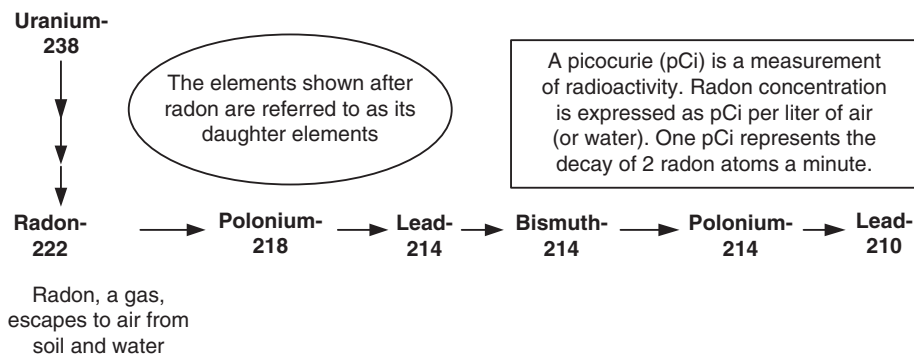 Uranium-
238
The elements shown after
radon are referred to as its
daughter elements
A picocurie (pCi) is a measurement
of radioactivity. Radon concentration
is expressed as pCi per liter of air
(or water). One pCi represents the
decay of 2 radon atoms a minute.
Radon-
222
Polonium-
218
Lead-
214
Bismuth-
214
Polonium-
214
Lead-
210
Radon, a gas,
escapes to air from
soil and water